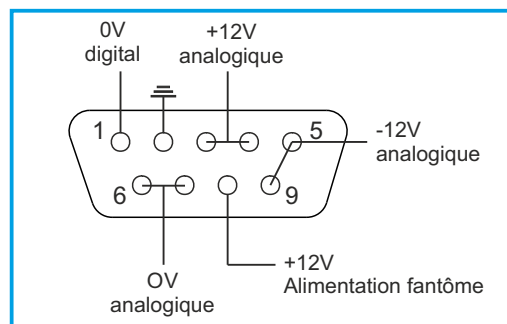 0V
digital
+12V
analogique
1
5
-12V
analogique
6
9
OV
analogique
+12V
Alimentation fantôme